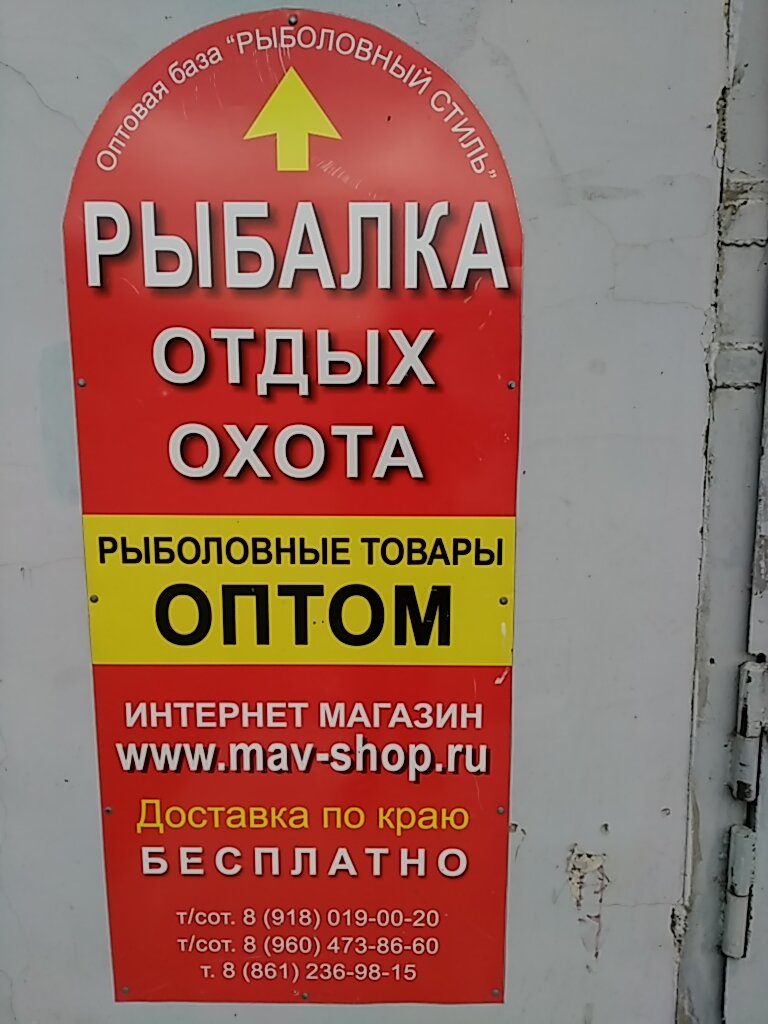 Оптовая база "РЫБОЛОВНЫЙ СТИЛЬ"
РЫБАЛКА
ОТДЫХ
ОХОТА
РЫБОЛОВНЫЕ ТОВАРЫ
ОПТОМ
ИНТЕРНЕТ МАГАЗИН
www.mav-shop.ru
Доставка по краю
БЕСПЛАТНО
т/сот. 8 (918) 019-00-20
т/сот. 8 (960) 473-86-60
т. 8 (861) 236-98-15